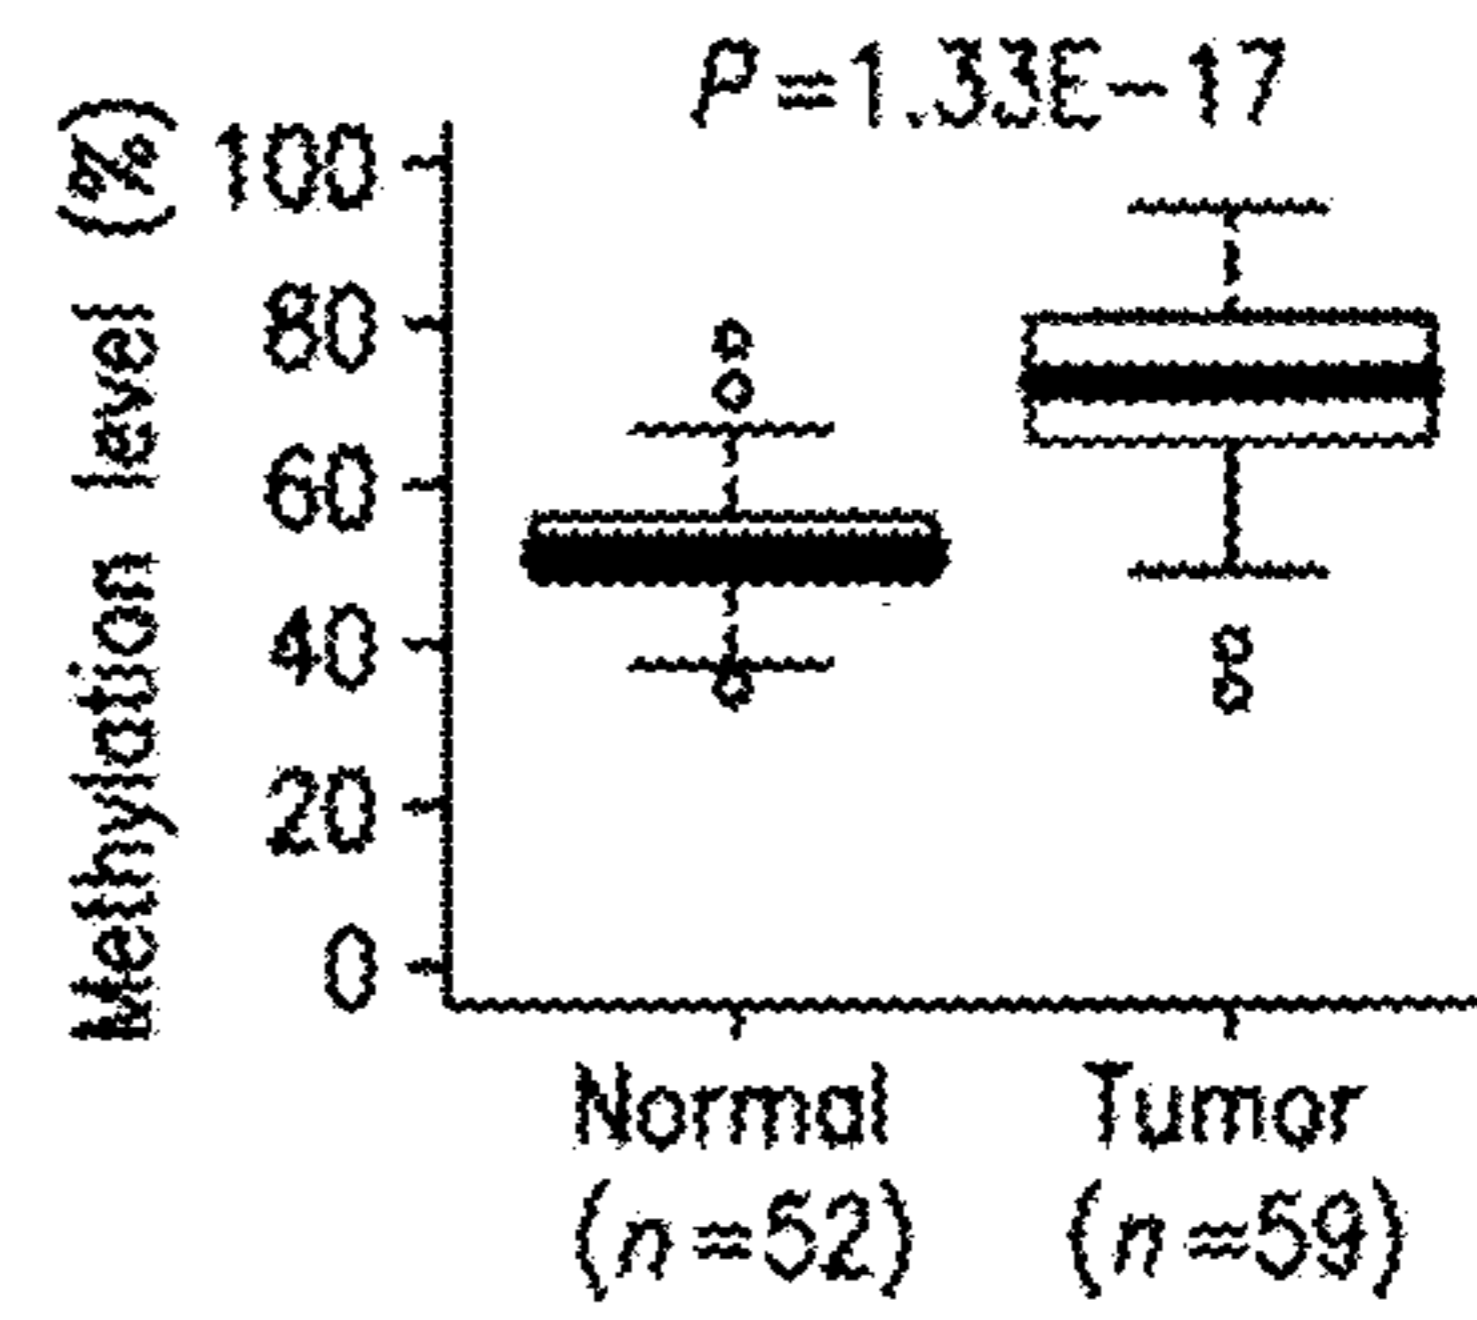 P=1.33E-17
Methylation level (%)
100
80
60
40
20
0
Normal Tumor
(n=52) (n=59)